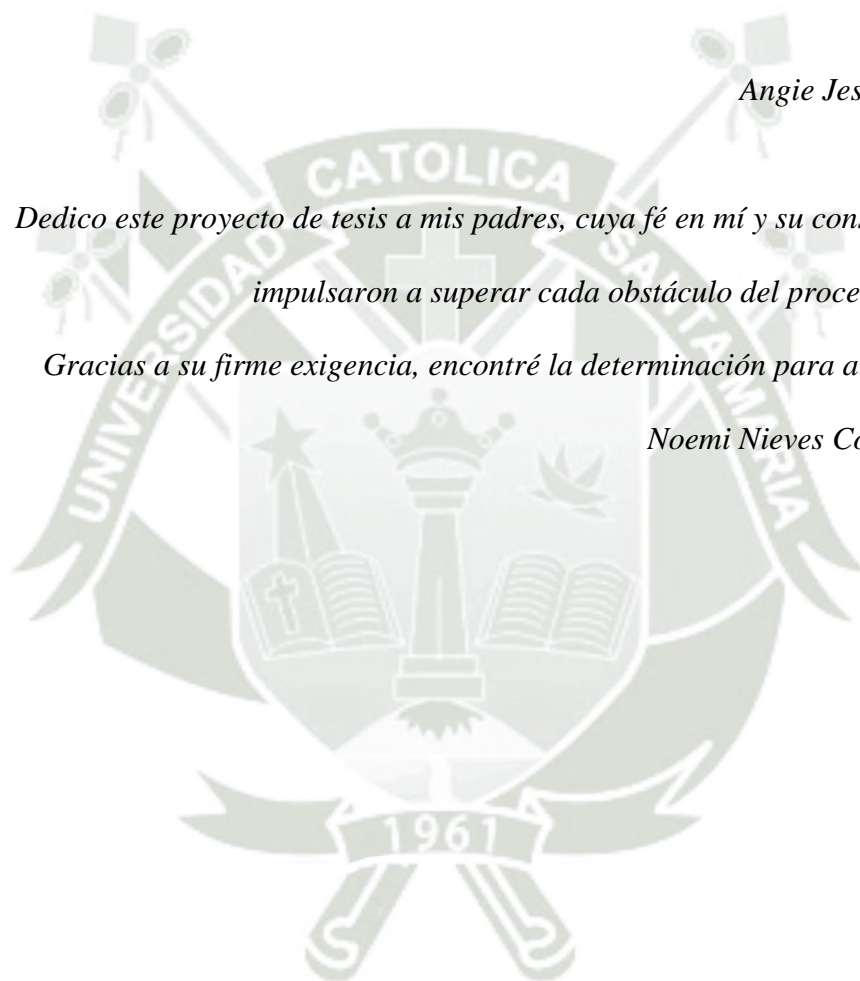 Angie Jes
Dedico este proyecto de tesis a mis padres, cuya fé en mí y su con
impulsaron a superar cada obstáculo del proce
Gracias a su firme exigencia, encontré la determinación para a
Noemi Nieves Co
UNIVERSIDAD CATOLICA SANTA MARIA
1961